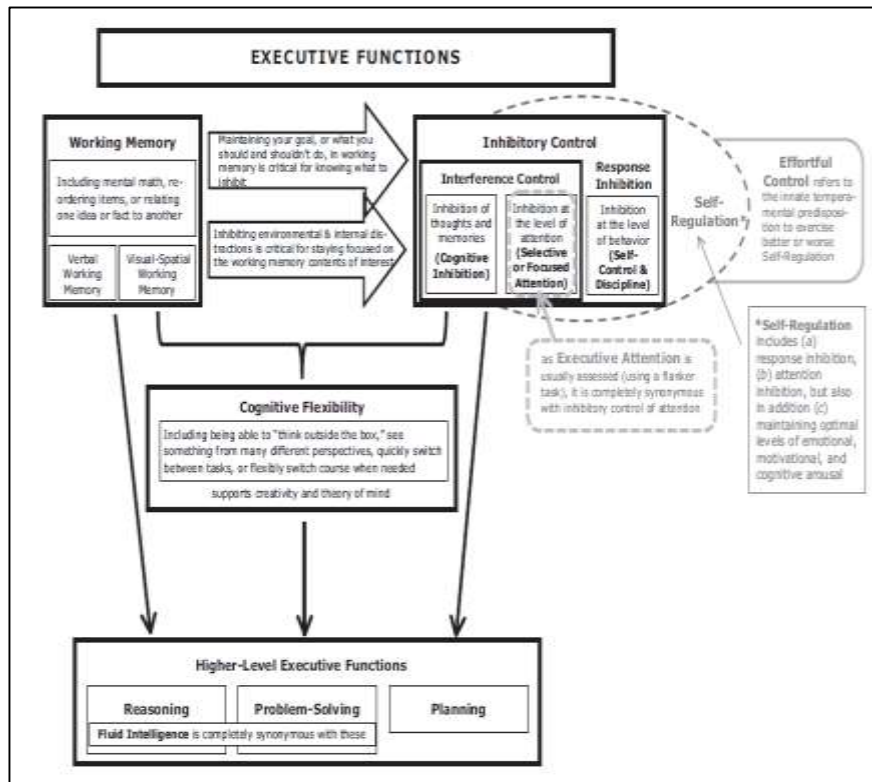 EXECUTIVE FUNCTIONS
Working Memory
Including mental math, re-
ordering items, or relating
one idea or fact to another
Verbal
Working
Memory
Visual-Spatial
Working
Memory
Maintaining your goal, or what you
should and shouldn't do, in working
memory is critical for knowing what to
inhibit
Inhibiting environmental & internal dis-
tractions is critical for staying focused
on the working memory contents of interest
Inhibitory Control
Interference Control
Inhibition of
thoughts and
memories
(Cognitive Inhibition)
Inhibition at
the level of
attention
(Selective
or Focused
Attention)
Response
Inhibition
Inhibition
at the level
of behavior
(Self-
Control &
Discipline)
Self-
Regulation*
Effortful
Control refers to
the innate tempera-
mental predisposi-
tion to exercise
better or worse
Self-Regulation
as Executive Attention is
usually assessed (using a flanker
task), it is completely synonymous
with inhibitory control of attention
*Self-Regulation
includes (a)
response inhibition,
(b) attention
inhibition, but also
in addition (c)
maintaining optimal
levels of emotional,
motivational, and
cognitive arousal
Cognitive Flexibility
Including being able to "think outside the box," see
something from many different perspectives, quickly switch
between tasks, or flexibly switch course when needed
supports creativity and theory of mind
Higher-Level Executive Functions
Reasoning
Problem-Solving
Planning
Fluid Intelligence is completely synonymous with these